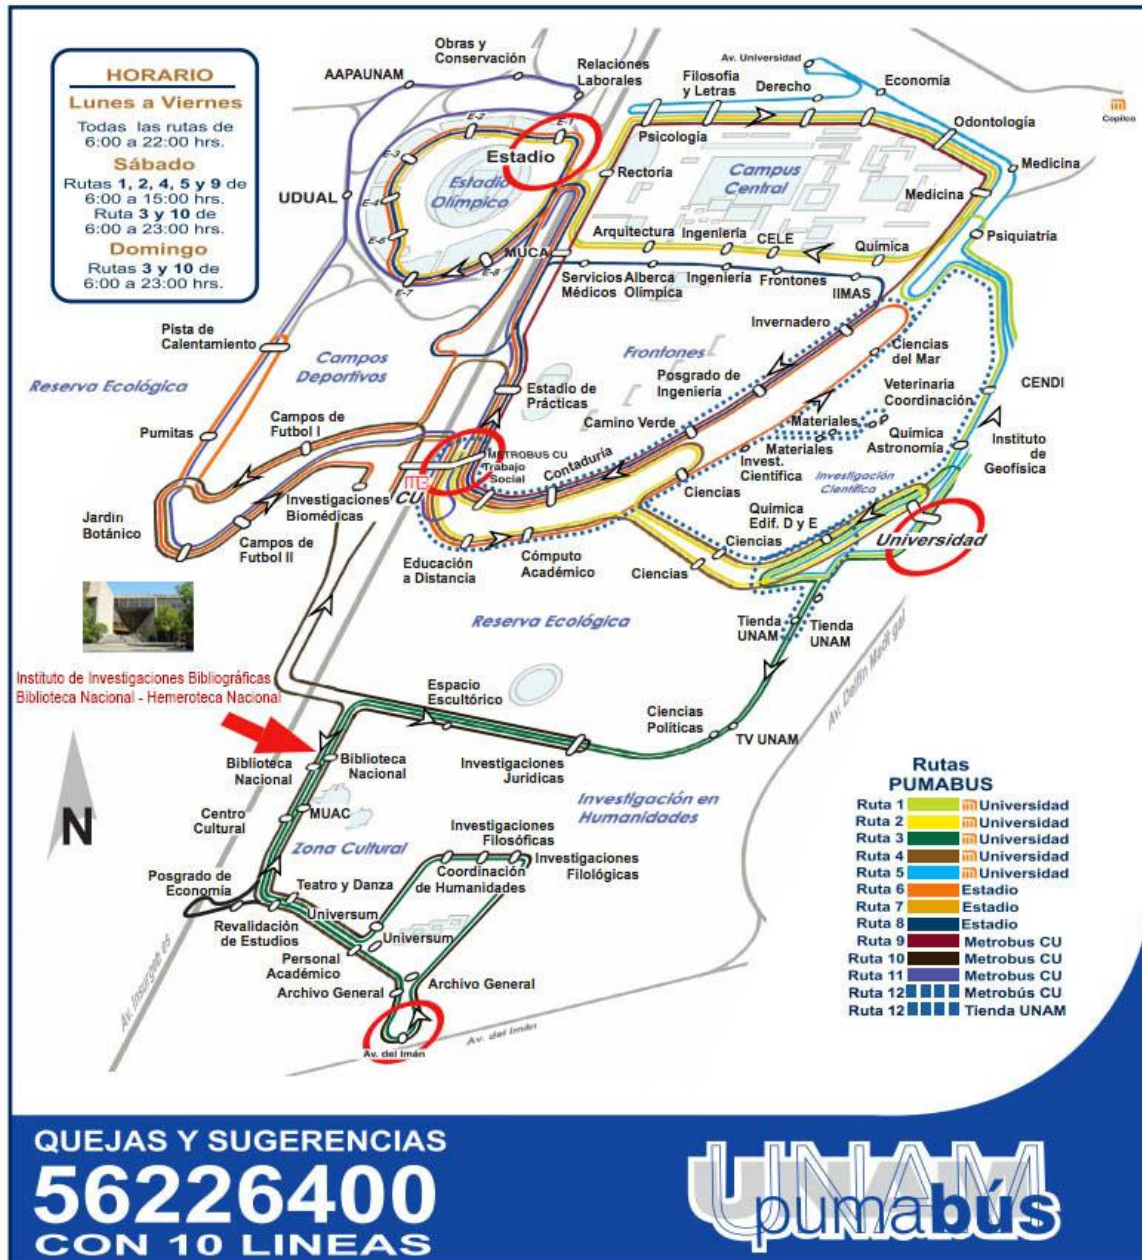 HORARIO
Lunes a Viernes
Todas las rutas de
6:00 a 22:00 hrs.
Sábado
Rutas 1, 2, 4, 5 y 9 de
6:00 a 15:00 hrs.
Ruta 3 y 10 de
6:00 a 23:00 hrs.
Domingo
Rutas 3 y 10 de
6:00 a 23:00 hrs.
Obras y
Conservación
AAPAUNAM
Relaciones
Laborales
Av. Universidad
Filosofia
y Letras
Derecho
Economía
Copilco
Psicología
Odontología
E-1
E-2
E-3
E-4
E-6
E-7
E-8
Estadio
Estadio
Olímpico
Rectoría
Campus
Central
Medicina
Medicina
UDUAL
MUCA
Arquitectura
Ingeniería
CELE
Química
Psiquiatría
Servicios
Médicos
Alberca
Olímpica
Ingeniería
Frontones
IIMAS
Pista de
Calentamiento
Campos
Deportivos
Frontones
Invernadero
Ciencias
del Mar
Reserva Ecológica
Estadio de
Prácticas
Posgrado de
Ingeniería
Veterinaria
Coordinación
CENDI
Pumitas
Campos de
Futbol I
Camino Verde
Materiales
Materiales
Química
Astronomía
Instituto
de
Geofísica
METROBUS CU
Trabajo
Social
CU
Contaduría
Invest.
Científica
Investigación
Científica
Investigaciones
Biomédicas
Ciencias
Jardín
Botánico
Campos de
Futbol II
Química
Edif. D y E
Universidad
Educación
a Distancia
Cómputo
Académico
Ciencias
Ciencias
Reserva Ecológica
Tienda
UNAM
Tienda
UNAM
Instituto de Investigaciones Bibliográficas
Biblioteca Nacional - Hemeroteca Nacional
Espacio
Escultórico
Ciencias
Políticas
TV UNAM
Biblioteca
Nacional
Biblioteca
Nacional
Investigaciones
Jurídicas
N
Centro
Cultural
MUAC
Investigación en
Humanidades
Zona Cultural
Investigaciones
Filosóficas
Investigaciones
Filológicas
Coordinación
de Humanidades
Posgrado de
Economía
Teatro y Danza
Revalidación
de Estudios
Universum
Universum
Personal
Académico
Archivo General
Archivo General
Av. del Imán
Av. del Imán
Rutas
PUMABUS
Ruta 1 Universidad
Ruta 2 Universidad
Ruta 3 Universidad
Ruta 4 Universidad
Ruta 5 Universidad
Ruta 6 Estadio
Ruta 7 Estadio
Ruta 8 Estadio
Ruta 9 Metrobus CU
Ruta 10 Metrobus CU
Ruta 11 Metrobus CU
Ruta 12 Metrobús CU
Ruta 12 Tienda UNAM
QUEJAS Y SUGERENCIAS
56226400
CON 10 LINEAS
UNAM
pumabús